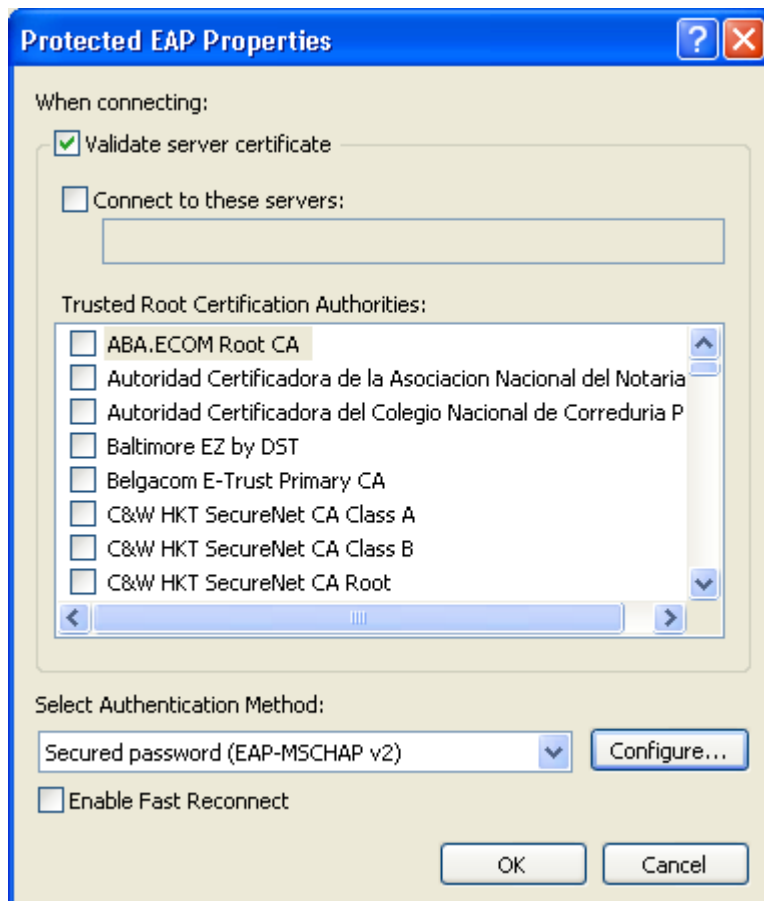 Protected EAP Properties
When connecting:
Validate server certificate
Connect to these servers:
Trusted Root Certification Authorities:
ABA.ECOM Root CA
Autoridad Certificadora de la Asociacion Nacional del Notaria
Autoridad Certificadora del Colegio Nacional de Correduria P
Baltimore EZ by DST
Belgacom E-Trust Primary CA
C&W HKT SecureNet CA Class A
C&W HKT SecureNet CA Class B
C&W HKT SecureNet CA Root
Select Authentication Method:
Secured password (EAP-MSCHAP v2) Configure...
Enable Fast Reconnect
OK Cancel